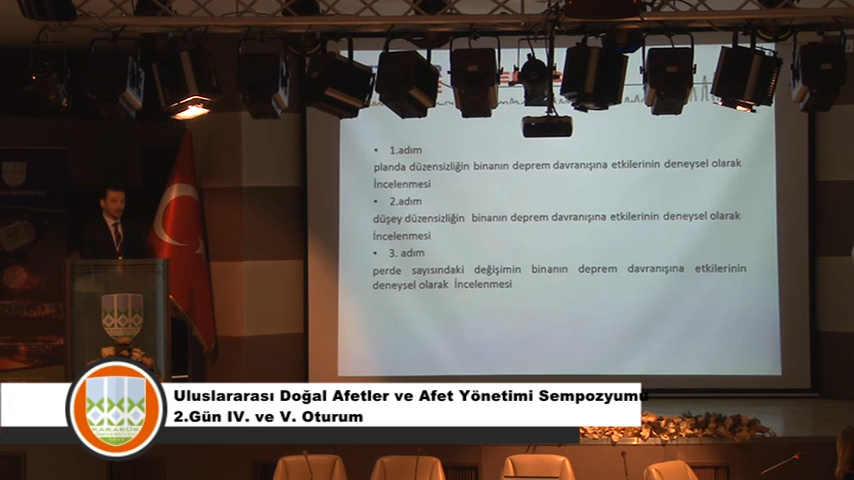 • 1.adım
planda düzensizliğin binanın deprem davranışına etkilerinin deneysel olarak
İncelenmesi
• 2.adım
düşey düzensizliğin binanın deprem davranışına etkilerinin deneysel olarak
İncelenmesi
• 3. adım
perde sayısındaki değişimin binanın deprem davranışına etkilerinin
deneysel olarak İncelenmesi
Uluslararası Doğal Afetler ve Afet Yönetimi Sempozyumu
2.Gün IV. ve V. Oturum
KARABÜK